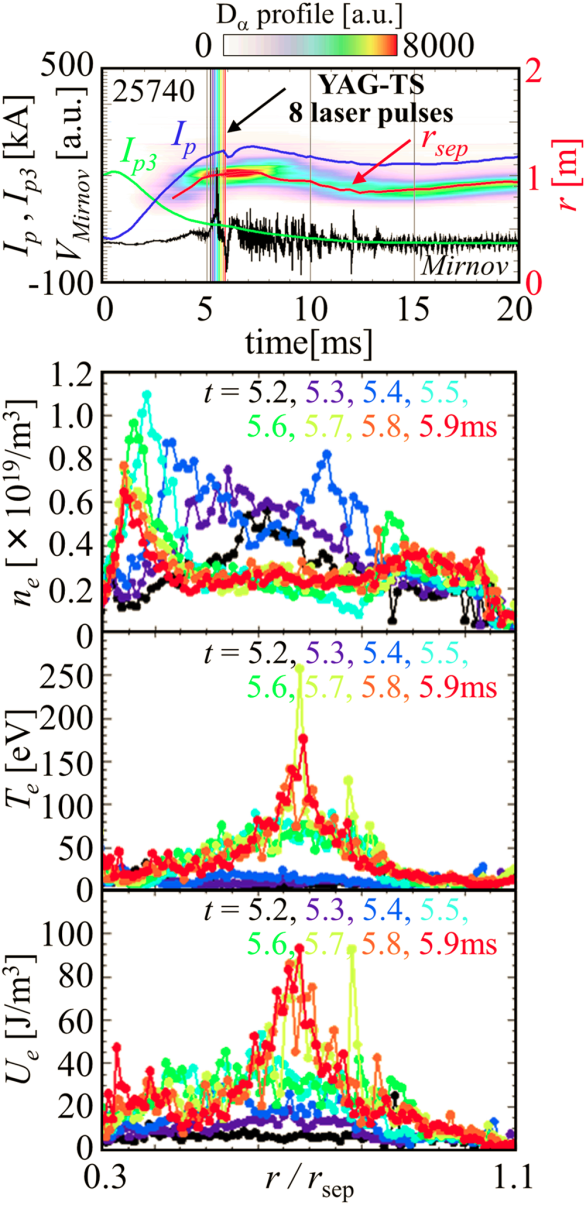 Dα profile [a.u.]
0 8000
500 2
25740 YAG-TS
8 laser pulses
Ip, Ip3 [kA]
VMirnov [a.u.]
Ip3 Ip rsep
1
r [m]
Mirnov
-100 0
0 5 10 15 20
time[ms]
1.2
1.0
0.8
0.6
0.4
0.2
0
ne [×10¹⁹/m³]
t = 5.2, 5.3, 5.4, 5.5,
5.6, 5.7, 5.8, 5.9ms
250
200
150
100
50
0
Te [eV]
t = 5.2, 5.3, 5.4, 5.5,
5.6, 5.7, 5.8, 5.9ms
100
80
60
40
20
0
Ue [J/m³]
t = 5.2, 5.3, 5.4, 5.5,
5.6, 5.7, 5.8, 5.9ms
0.3 r / rsep 1.1